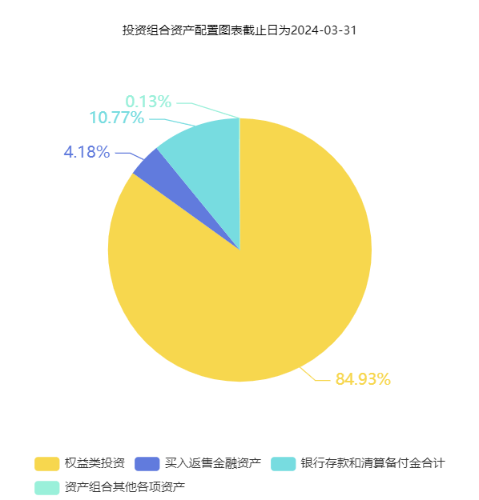 投资组合资产配置图表截止日为2024-03-31
0.13%
10.77%
4.18%
84.93%
权益类投资 买入返售金融资产 银行存款和清算备付金合计
资产组合其他各项资产